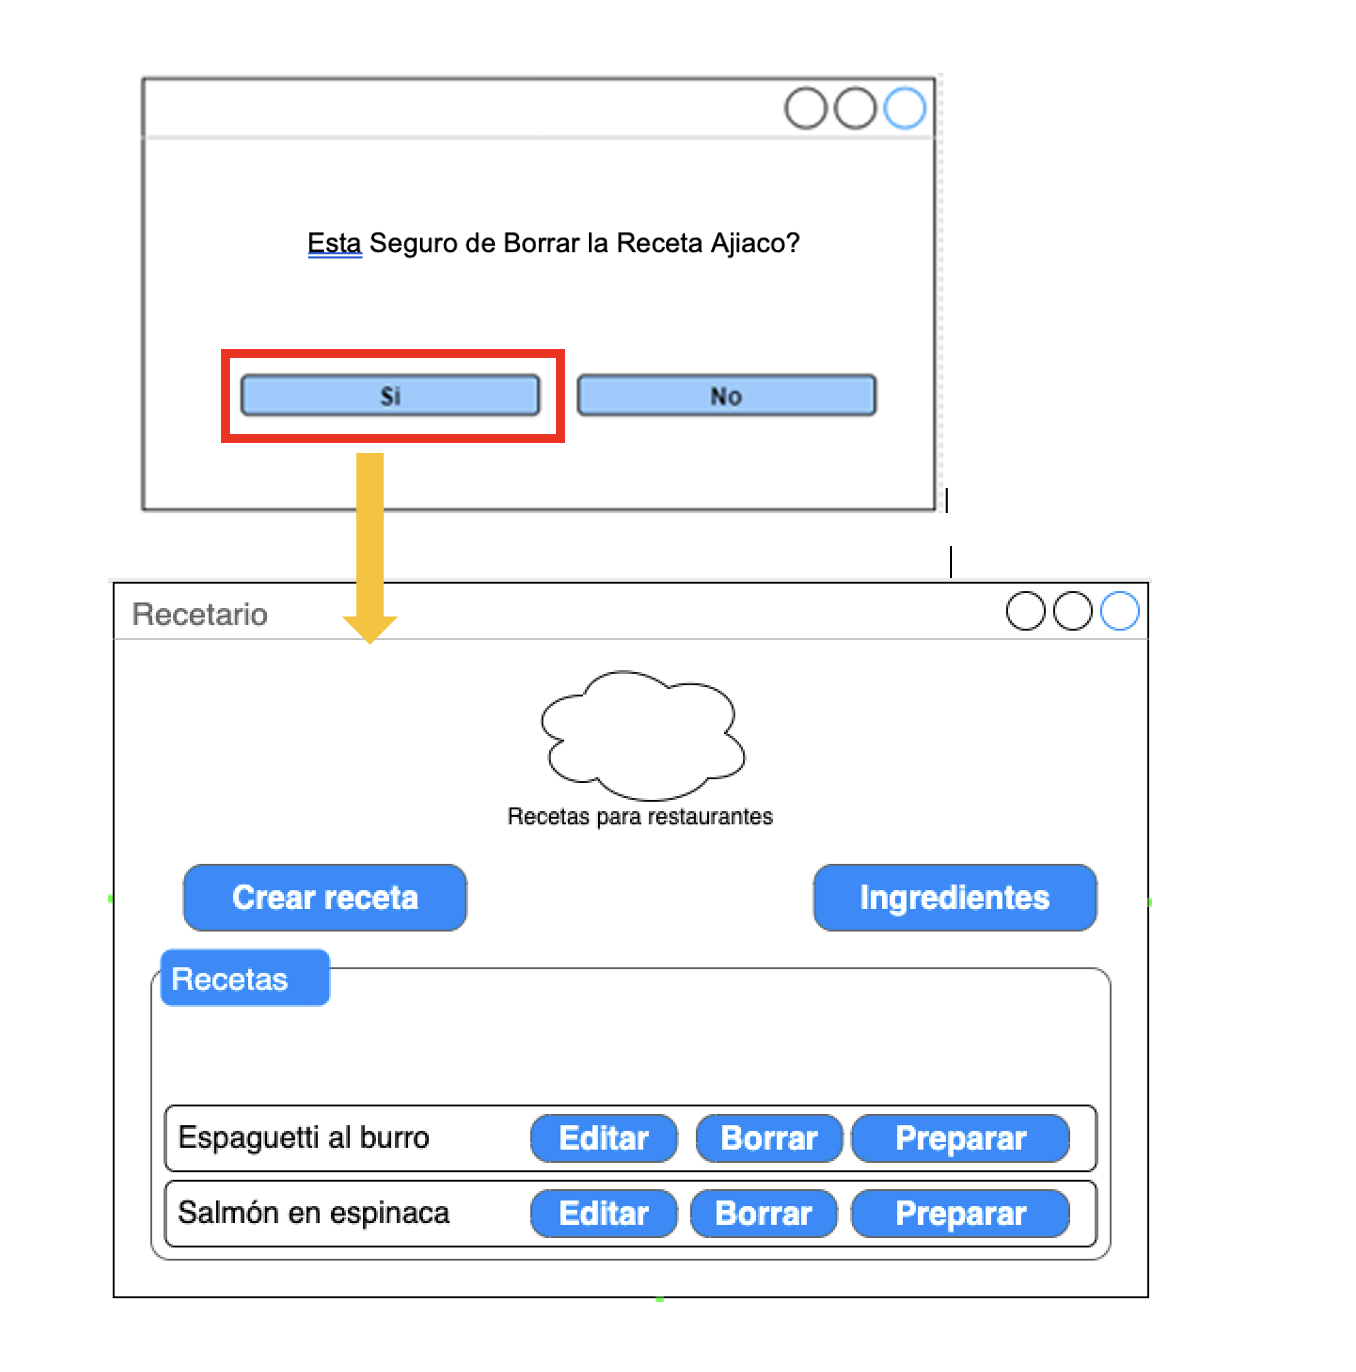 Esta Seguro de Borrar la Receta Ajiaco?
Si No
Recetario
Recetas para restaurantes
Crear receta Ingredientes
Recetas
Espaguetti al burro Editar Borrar Preparar
Salmón en espinaca Editar Borrar Preparar